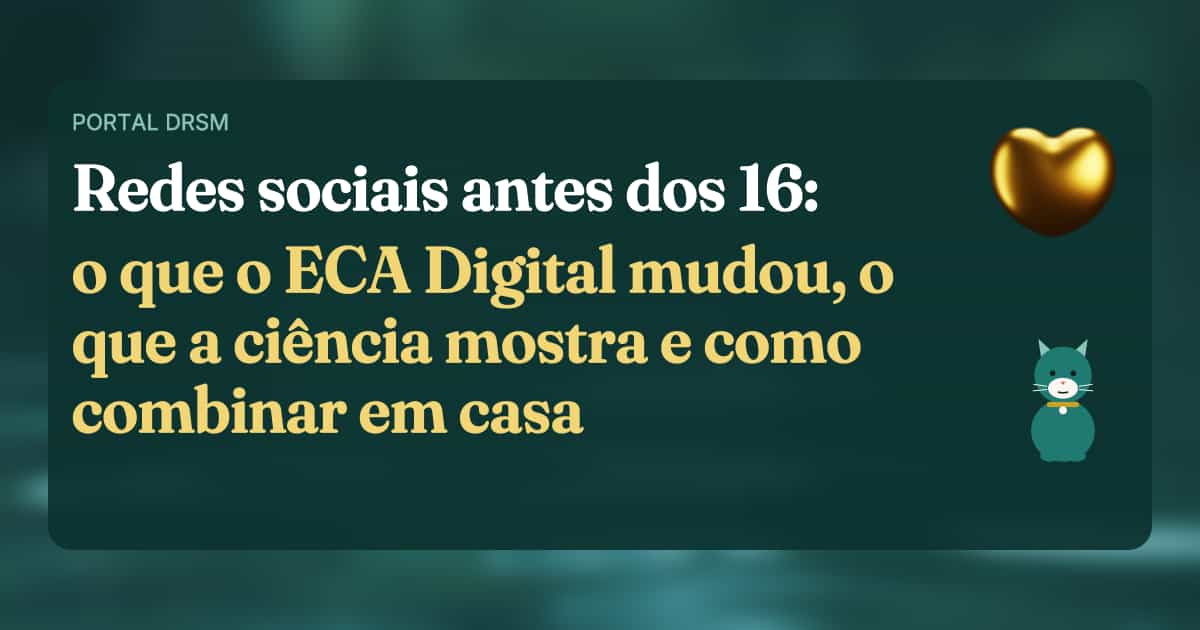 PORTAL DRSM
Redes sociais antes dos 16:
o que o ECA Digital mudou, o
que a ciência mostra e como
combinar em casa